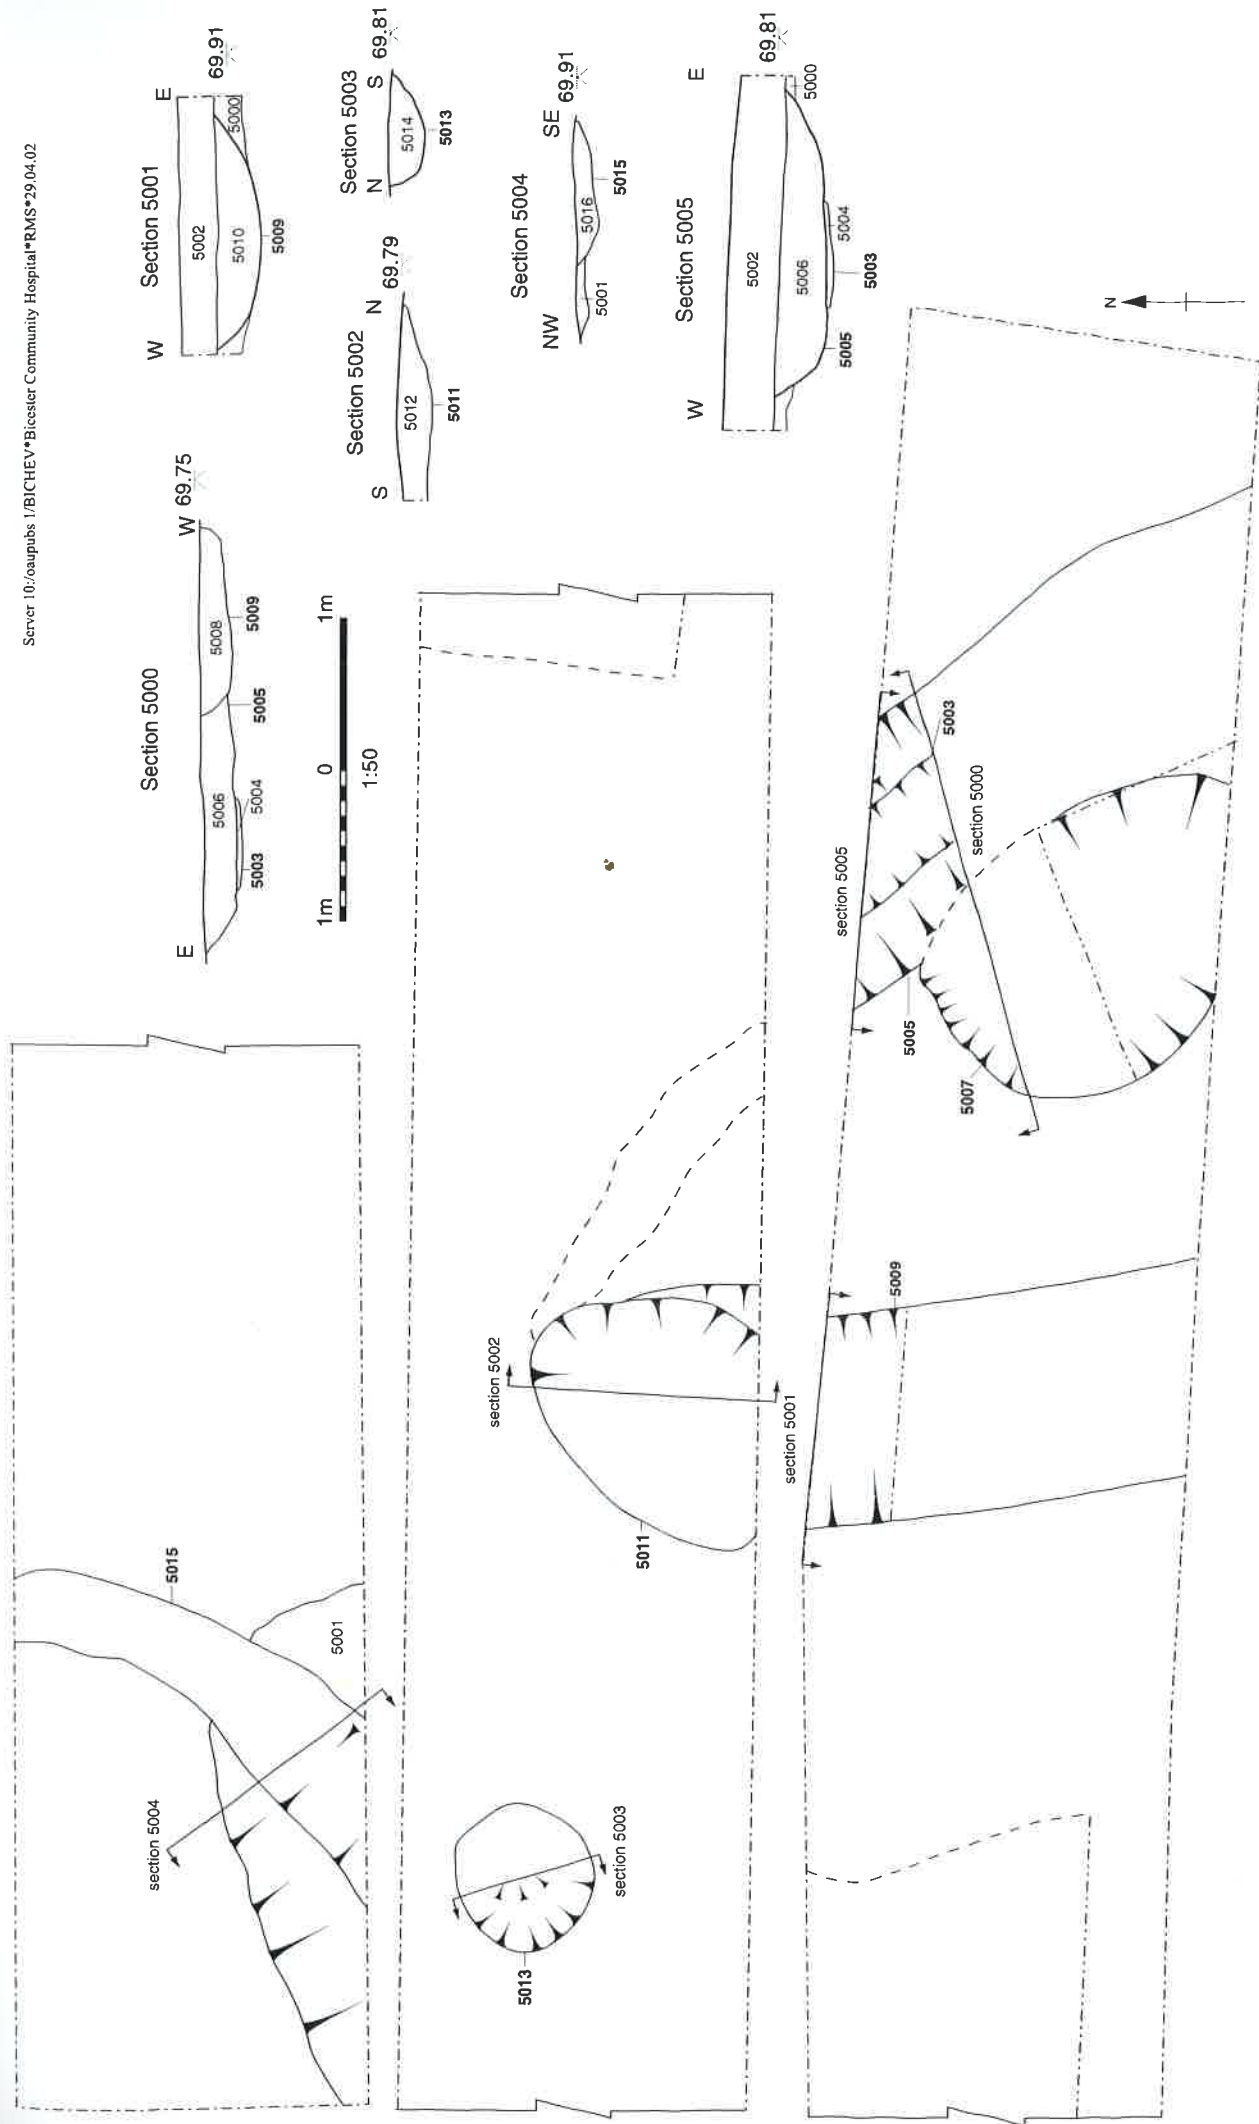 Server 10:/oaupubs 1/BICHEV*Bicester Community Hospital*RMS*29.04.02
Section 5000
E
W 69.75
5006
5008
5003
5004
5005
5009
1m
0
1m
1:50
Section 5001
W
E
69.91
5002
5010
5000
5009
Section 5002
S
N
69.79
5012
5011
Section 5003
N
S 69.81
5014
5013
Section 5004
NW
SE
69.91
5001
5016
5015
Section 5005
W
E
69.81
5002
5006
5000
5005
5003
5004
N
section 5004
5015
5001
5013
section 5003
5011
section 5002
section 5001
5009
5007
5005
section 5005
section 5000
5003